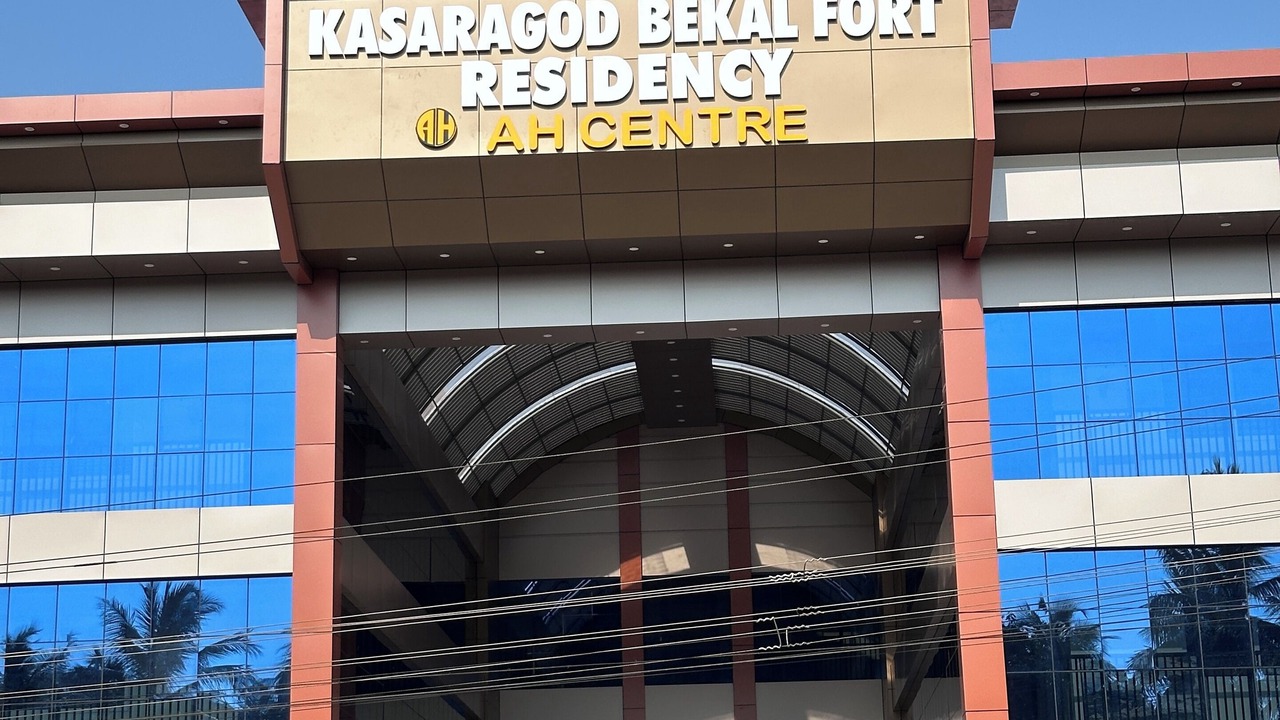 KASARAGOD BEKAL FORT
RESIDENCY
AH AH CENTRE